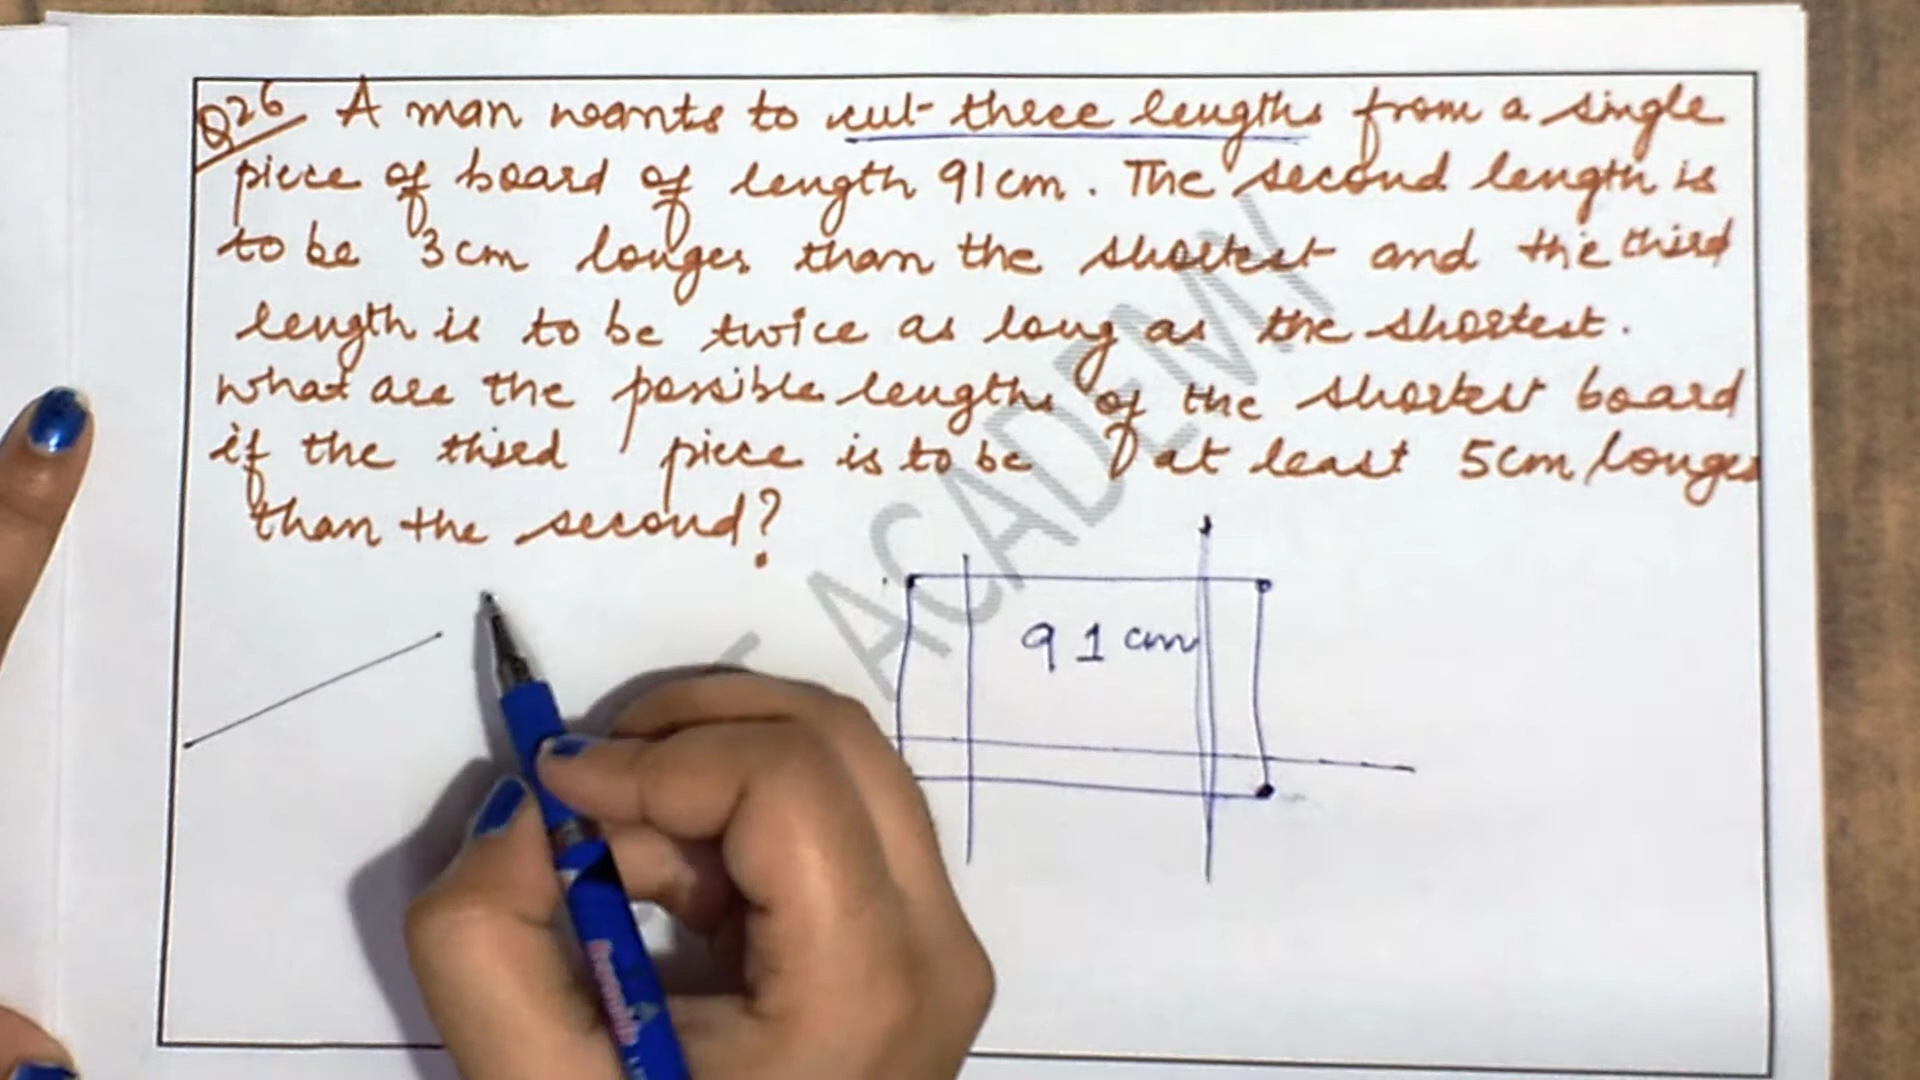 Q26 A man wants to cut three lengths from a single
piece of board of length 91cm. The second length is
to be 3cm longer than the shortest and the third
length is to be twice as long as the shortest.
What are the possible lengths of the shortest board
if the third piece is to be at least 5cm longer
than the second?
ACADEMY
91cm